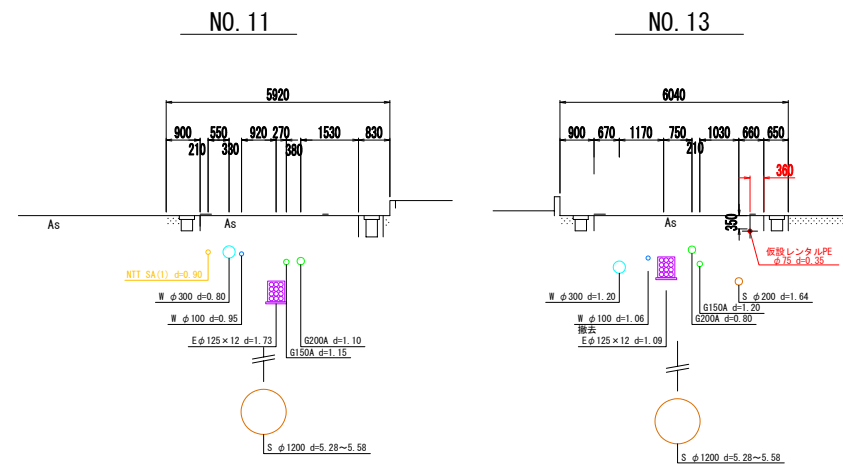 NO. 11
5920
900 550 920 270 1530 830
210 330 380
As
As
NTT SA(1) d=0.90
W φ300 d=0.80
W φ100 d=0.95
Eφ125×12 d=1.73
G200A d=1.10
G150A d=1.15
S φ1200 d=5.28～5.58
NO. 13
6040
900 670 1170 750 1030 660 650
210
360
350
As
仮設レンタルPE
φ75 d=0.35
W φ300 d=1.20
S φ200 d=1.64
G150A d=1.20
W φ100 d=1.06
G200A d=0.80
撤去
Eφ125×12 d=1.09
S φ1200 d=5.28～5.58